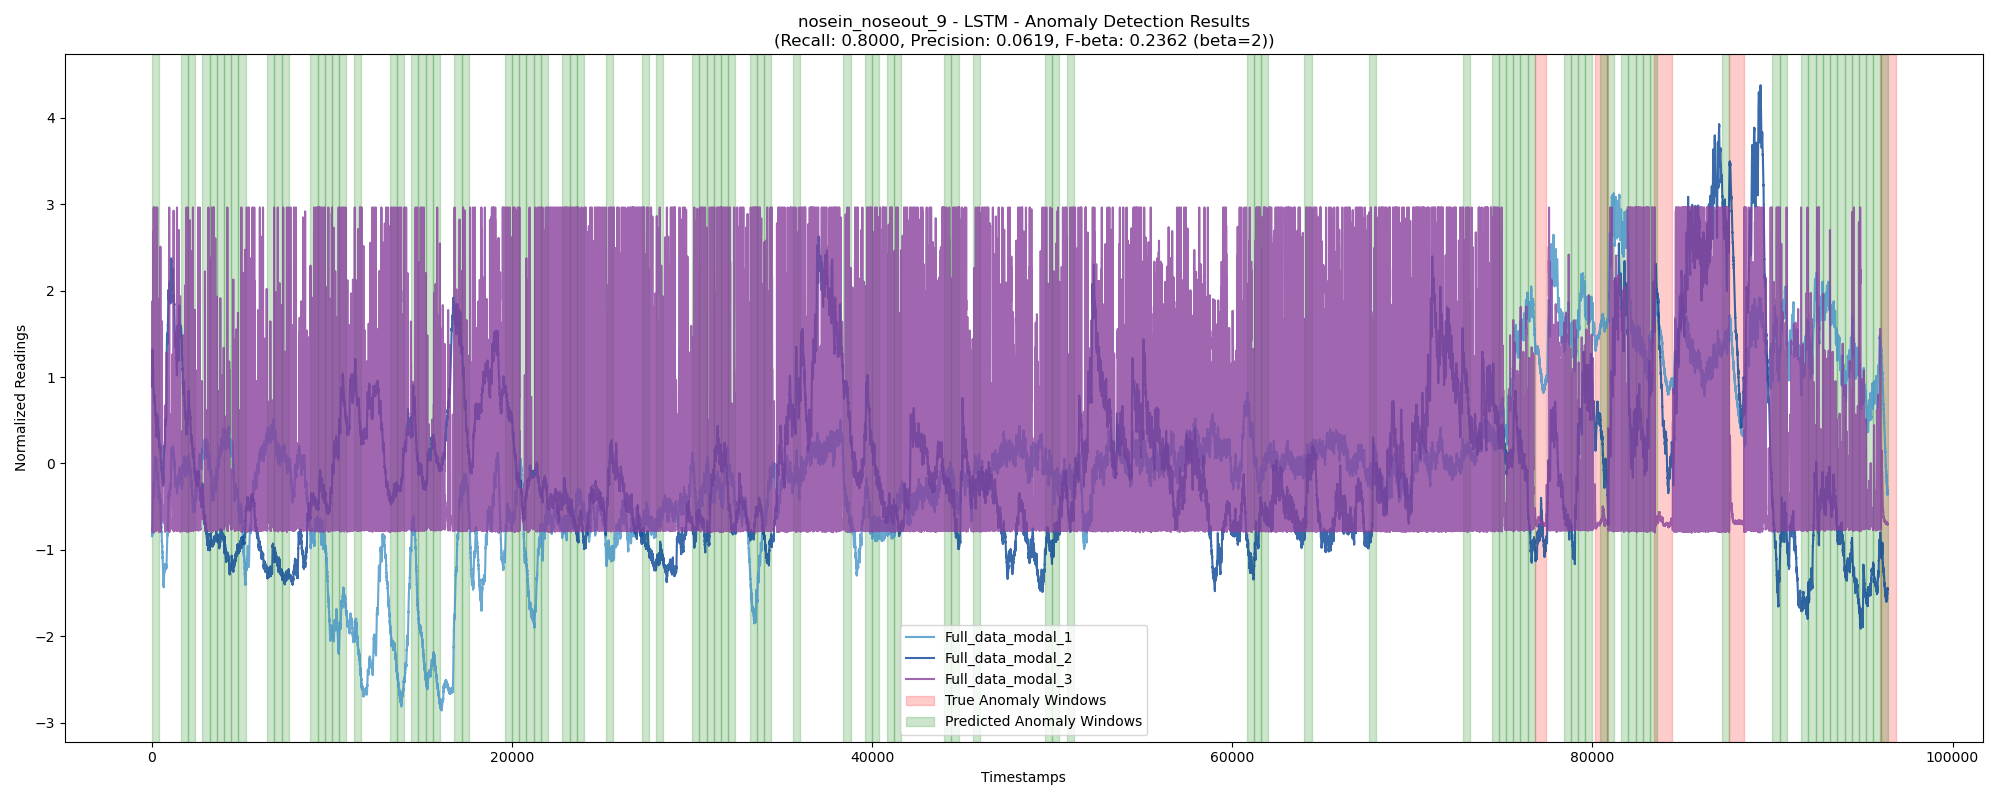 nosein_noseout_9 - LSTM - Anomaly Detection Results
(Recall: 0.8000, Precision: 0.0619, F-beta: 0.2362 (beta=2))
Normalized Readings
4
3
2
1
0
−1
−2
−3
Full_data_modal_1
Full_data_modal_2
Full_data_modal_3
True Anomaly Windows
Predicted Anomaly Windows
0
20000
40000
60000
80000
100000
Timestamps